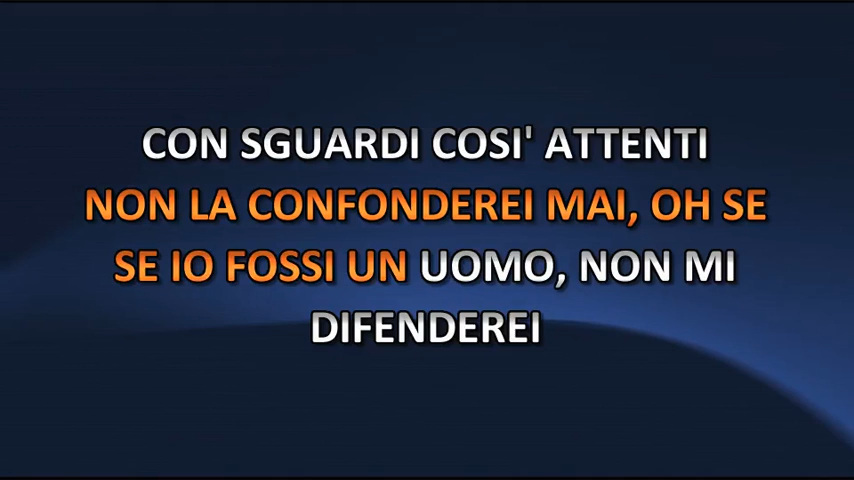 CON SGUARDI COSI' ATTENTI
NON LA CONFONDEREI MAI, OH SE
SE IO FOSSI UN UOMO, NON MI
DIFENDEREI